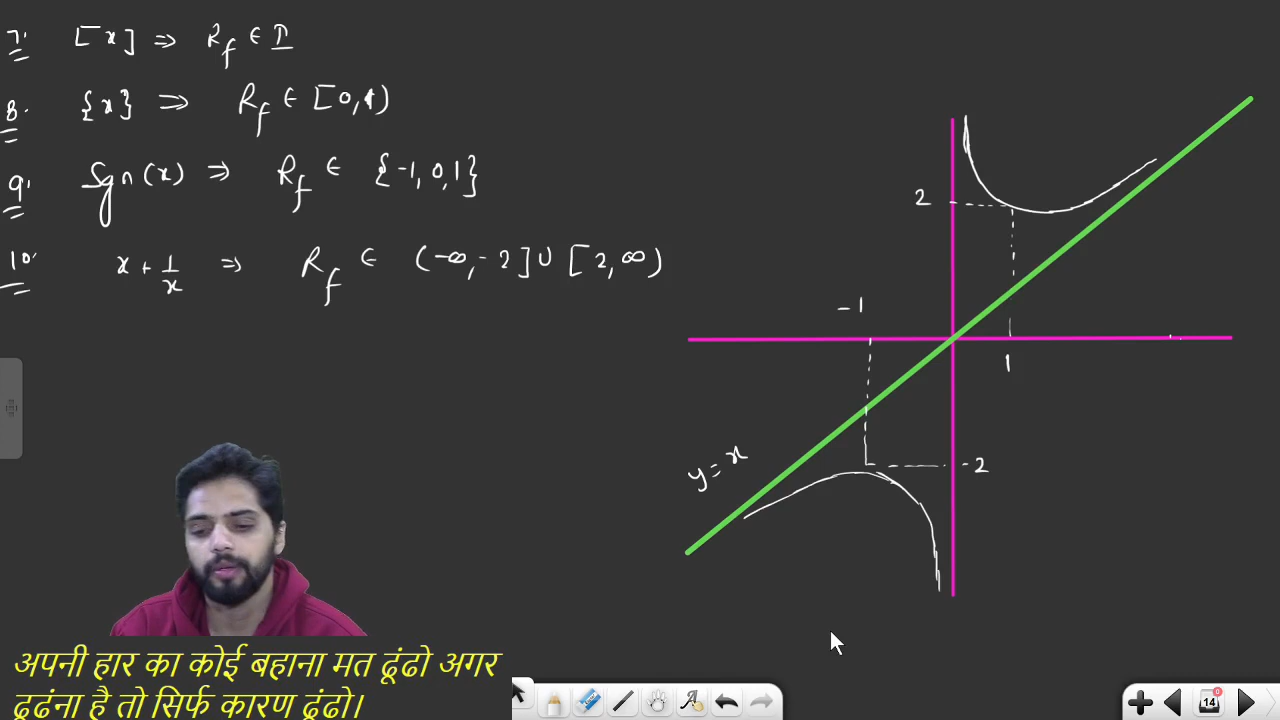 7. [x] ⇒ R_f ∈ I
8. {x} ⇒ R_f ∈ [0,1)
9. Sgn(x) ⇒ R_f ∈ {-1,0,1}
10. x + 1/x ⇒ R_f ∈ (-∞,-2] ∪ [2,∞)
2
-1
1
y = x
-2
अपनी हार का कोई बहाना मत ढूंढो अगर
ढूढंना है तो सिर्फ कारण ढूंढो।
14
0